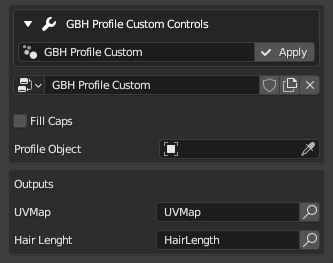 GBH Profile Custom Controls
GBH Profile Custom Apply
GBH Profile Custom
Fill Caps
Profile Object
Outputs
UVMap UVMap
Hair Lenght HairLength